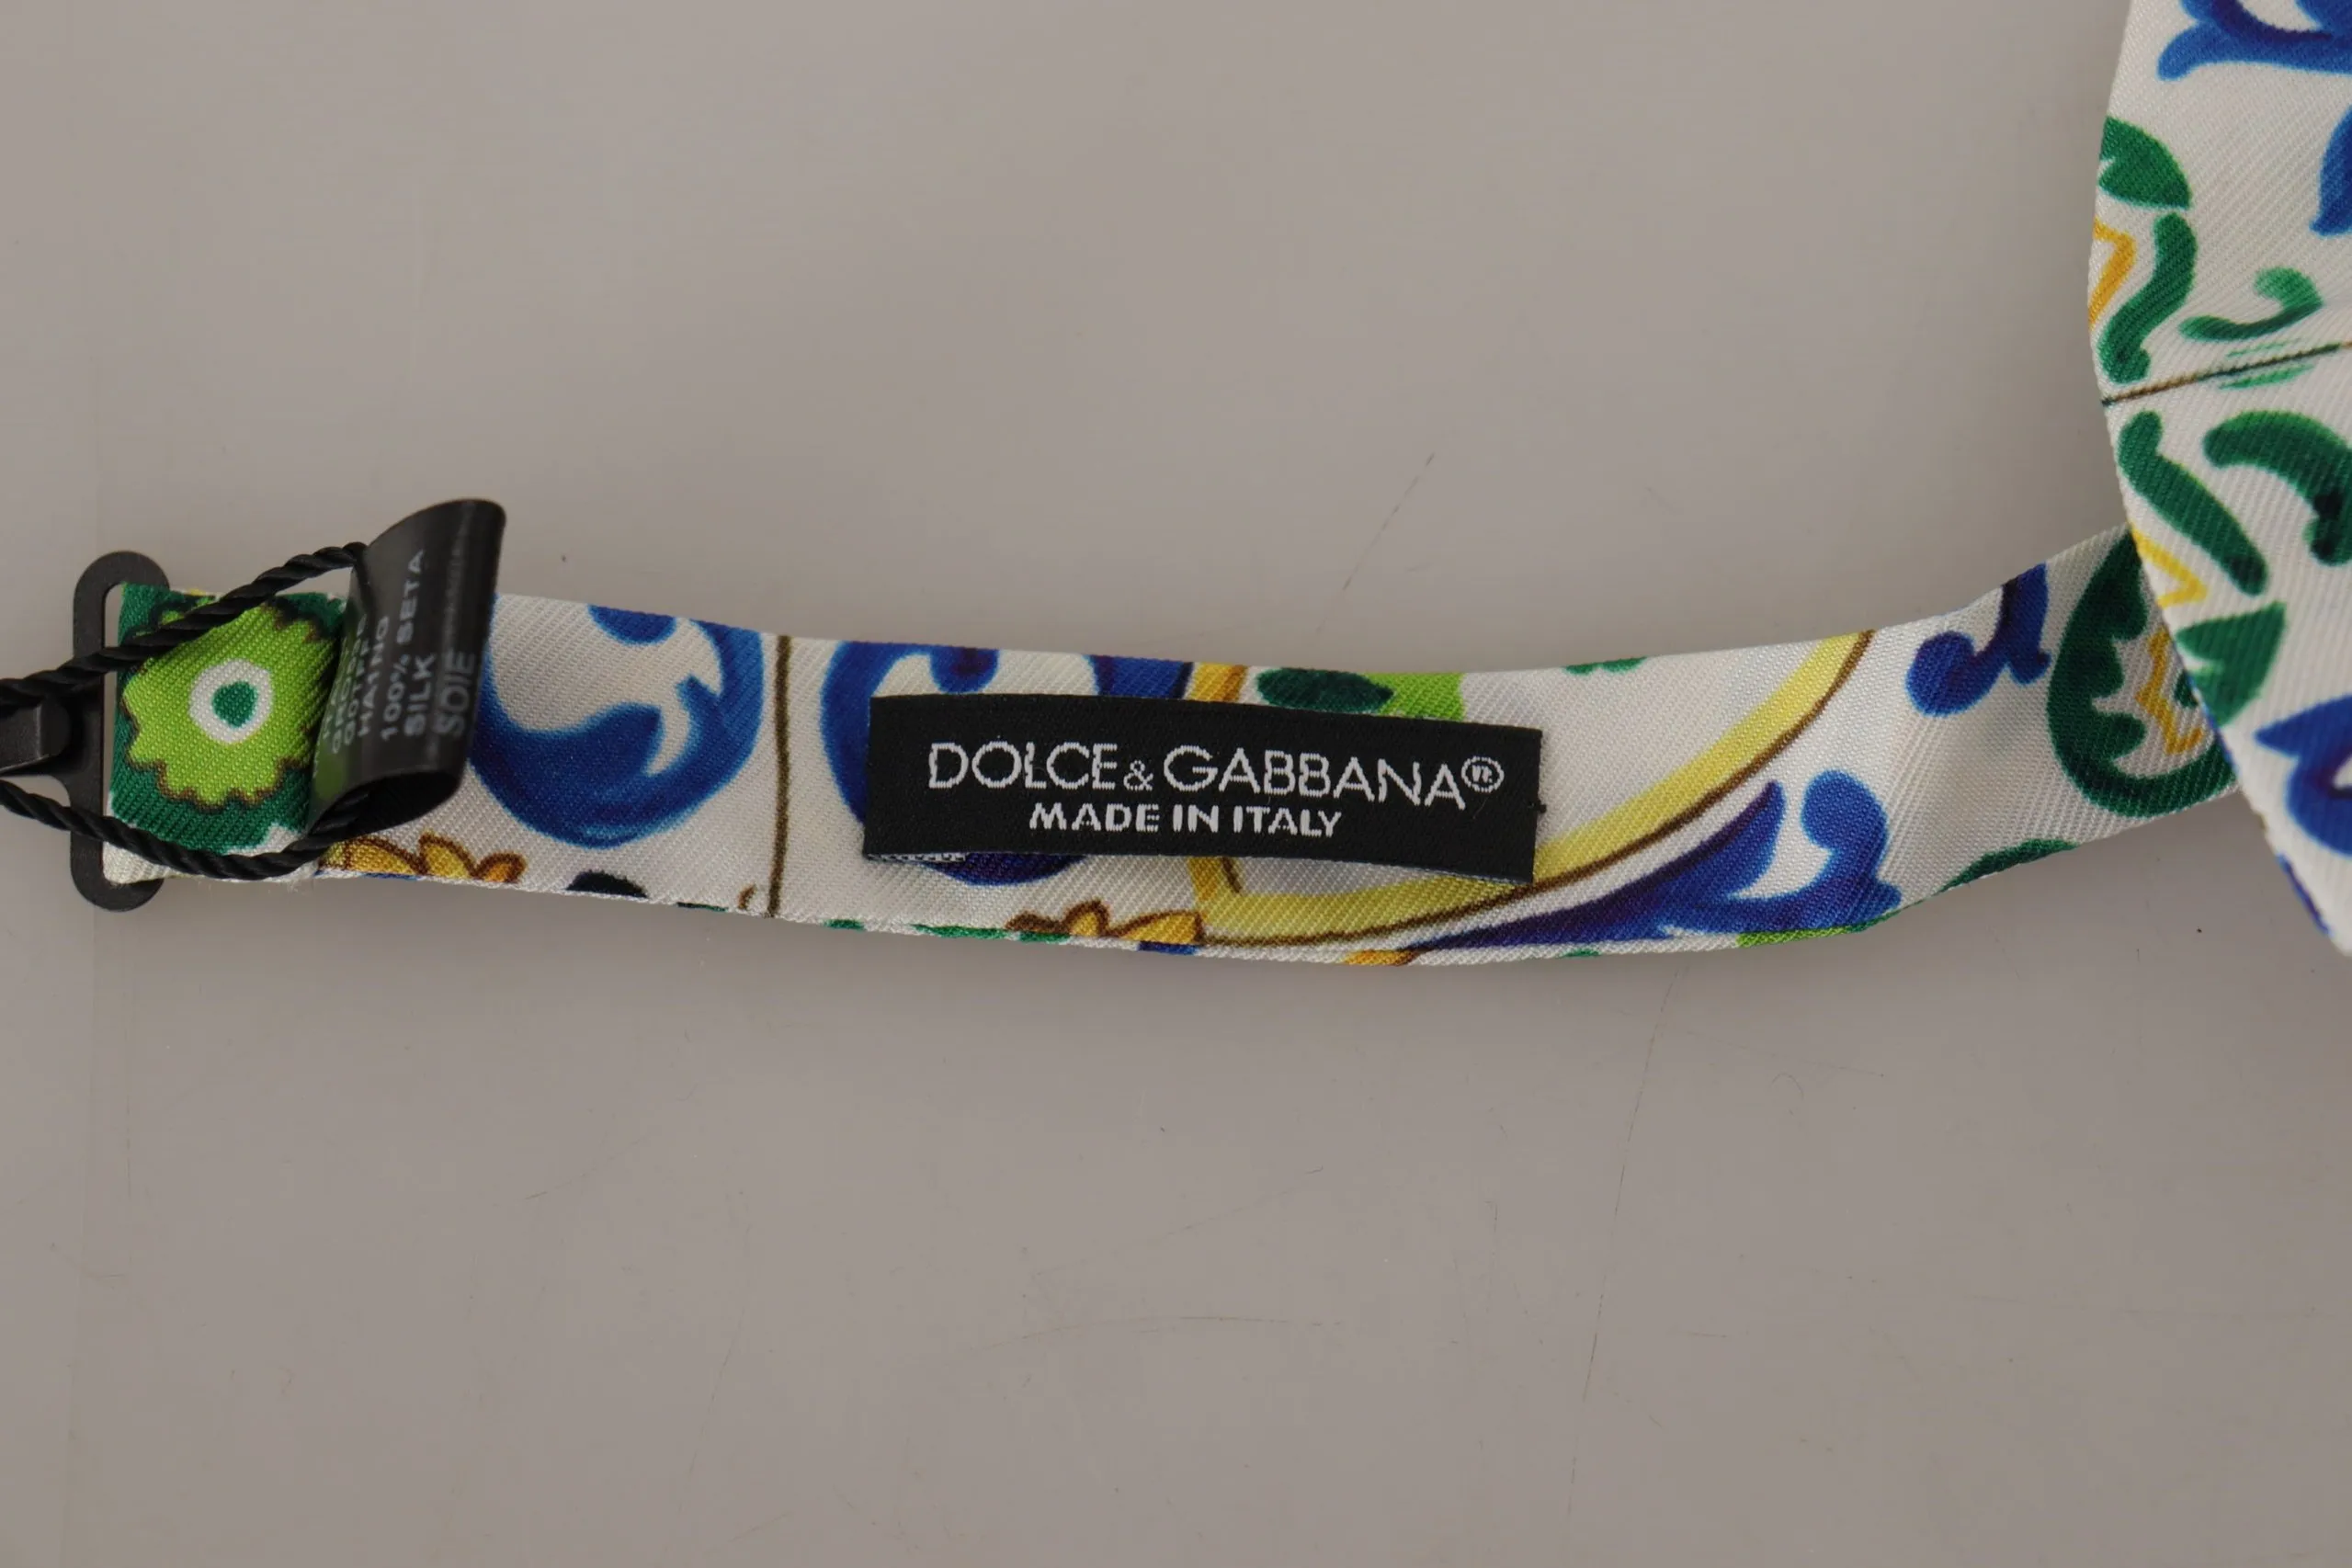 DOLCE & GABBANA®
MADE IN ITALY
100% SETA
SILK
SOIE